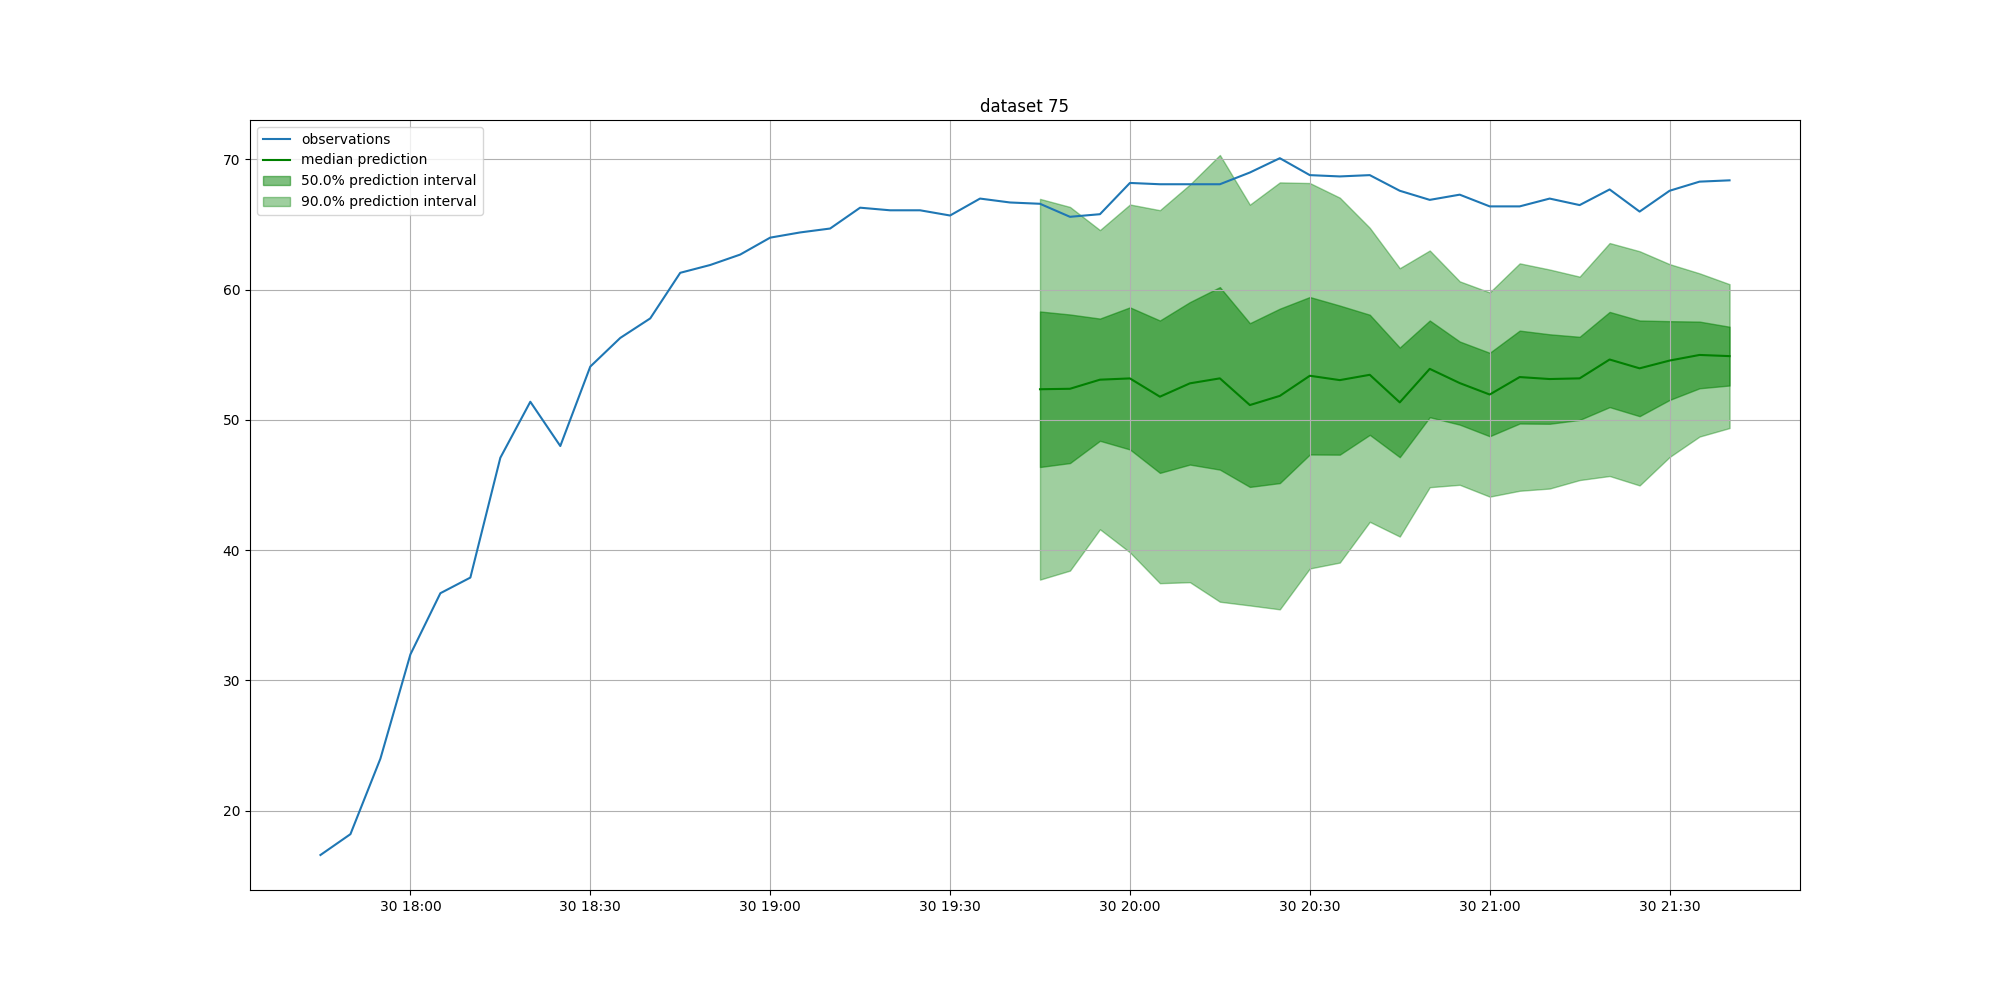 dataset 75
observations
median prediction
50.0% prediction interval
90.0% prediction interval
70
60
50
40
30
20
30 18:00
30 18:30
30 19:00
30 19:30
30 20:00
30 20:30
30 21:00
30 21:30